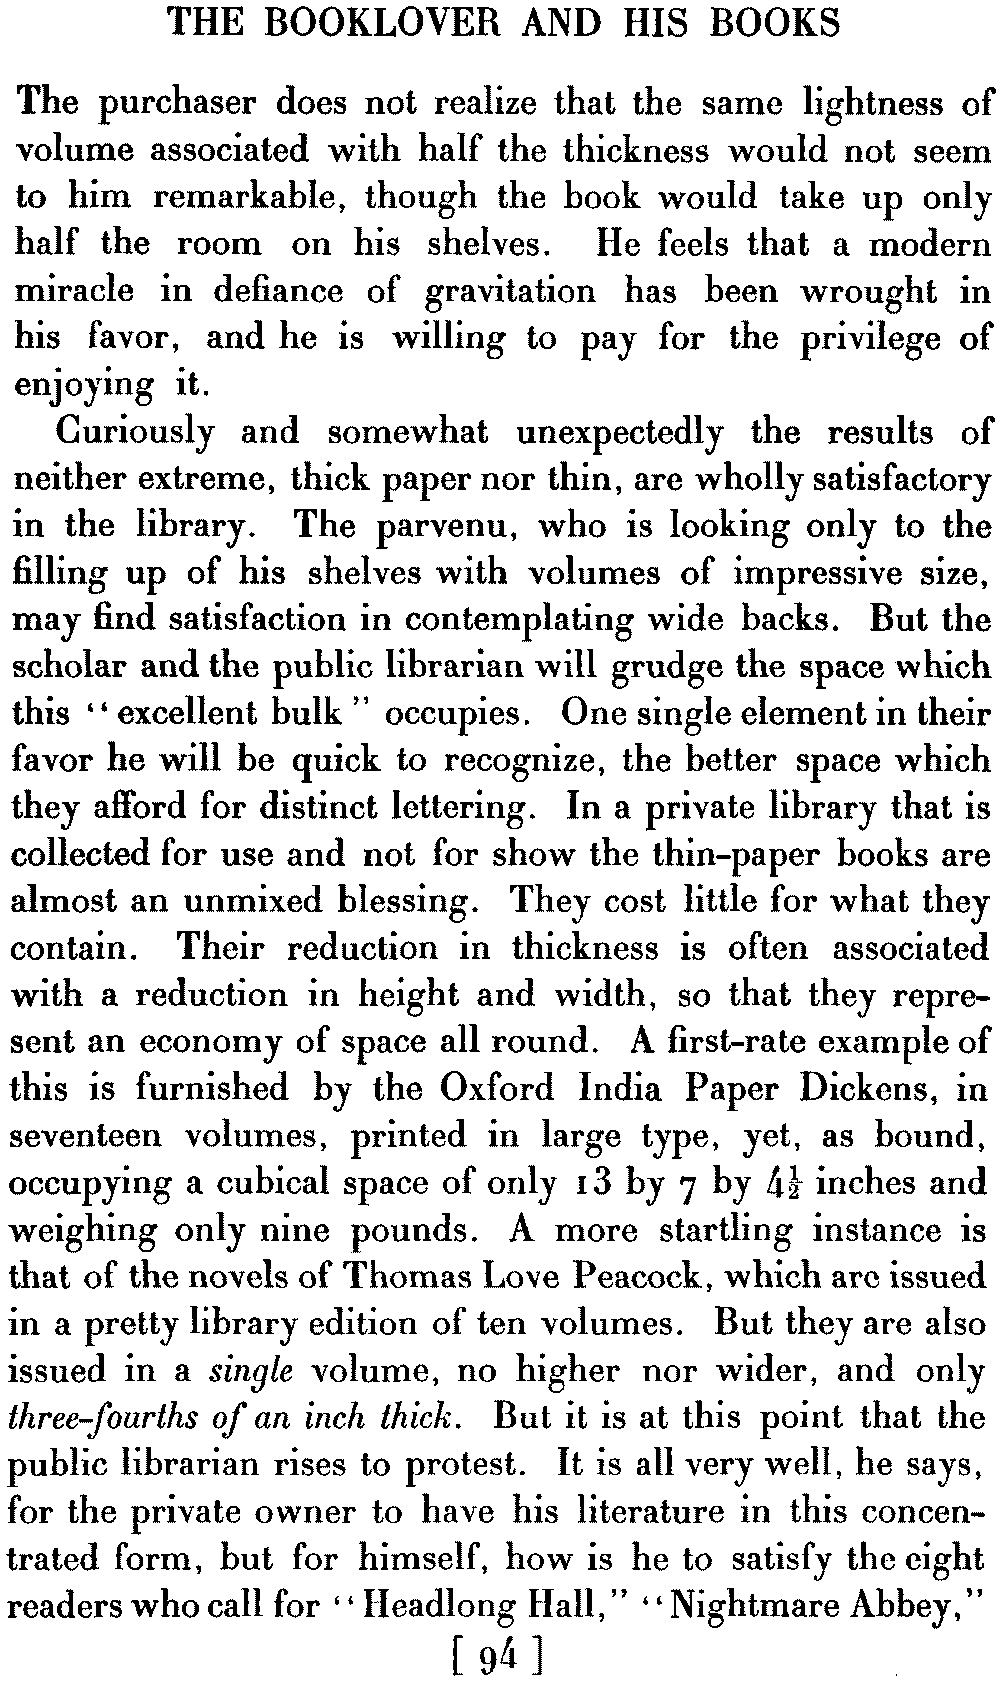 THE BOOKLOVER AND HIS BOOKS
The purchaser does not realize that the same lightness of
volume associated with half the thickness would not seem
to him remarkable, though the book would take up only
half the room on his shelves. He feels that a modern
miracle in defiance of gravitation has been wrought in
his favor, and he is willing to pay for the privilege of
enjoying it.
Curiously and somewhat unexpectedly the results of
neither extreme, thick paper nor thin, are wholly satisfactory
in the library. The parvenu, who is looking only to the
filling up of his shelves with volumes of impressive size,
may find satisfaction in contemplating wide backs. But the
scholar and the public librarian will grudge the space which
this “excellent bulk” occupies. One single element in their
favor he will be quick to recognize, the better space which
they afford for distinct lettering. In a private library that is
collected for use and not for show the thin-paper books are
almost an unmixed blessing. They cost little for what they
contain. Their reduction in thickness is often associated
with a reduction in height and width, so that they repre-
sent an economy of space all round. A first-rate example of
this is furnished by the Oxford India Paper Dickens, in
seventeen volumes, printed in large type, yet, as bound,
occupying a cubical space of only 13 by 7 by 4½ inches and
weighing only nine pounds. A more startling instance is
that of the novels of Thomas Love Peacock, which are issued
in a pretty library edition of ten volumes. But they are also
issued in a single volume, no higher nor wider, and only
three-fourths of an inch thick. But it is at this point that the
public librarian rises to protest. It is all very well, he says,
for the private owner to have his literature in this concen-
trated form, but for himself, how is he to satisfy the eight
readers who call for “Headlong Hall,” “Nightmare Abbey,”
[ 94 ]